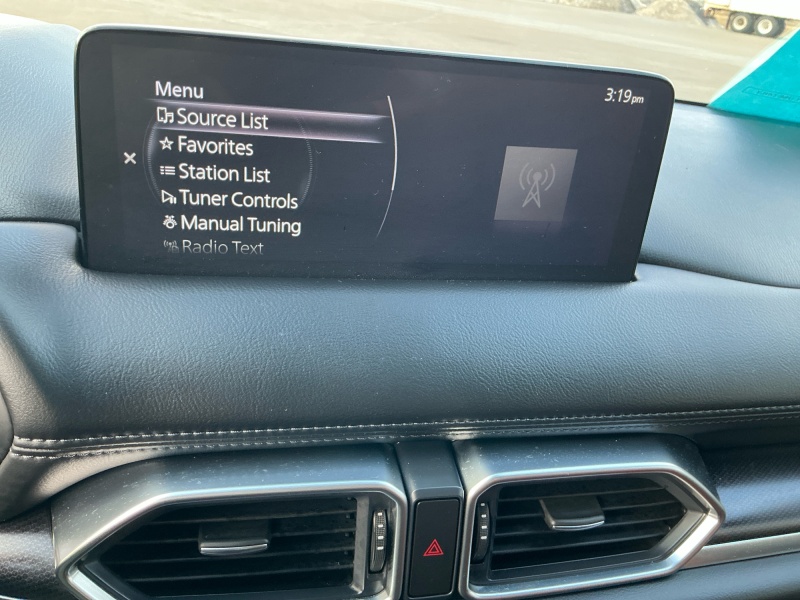 Menu
3:19pm
Source List
Favorites
Station List
Tuner Controls
Manual Tuning
Radio Text